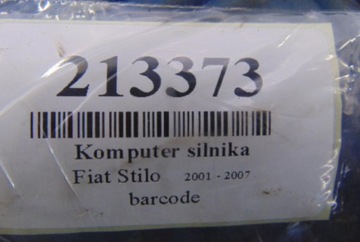 213373
Komputer silnika
Fiat Stilo 2001 - 2007
barcode